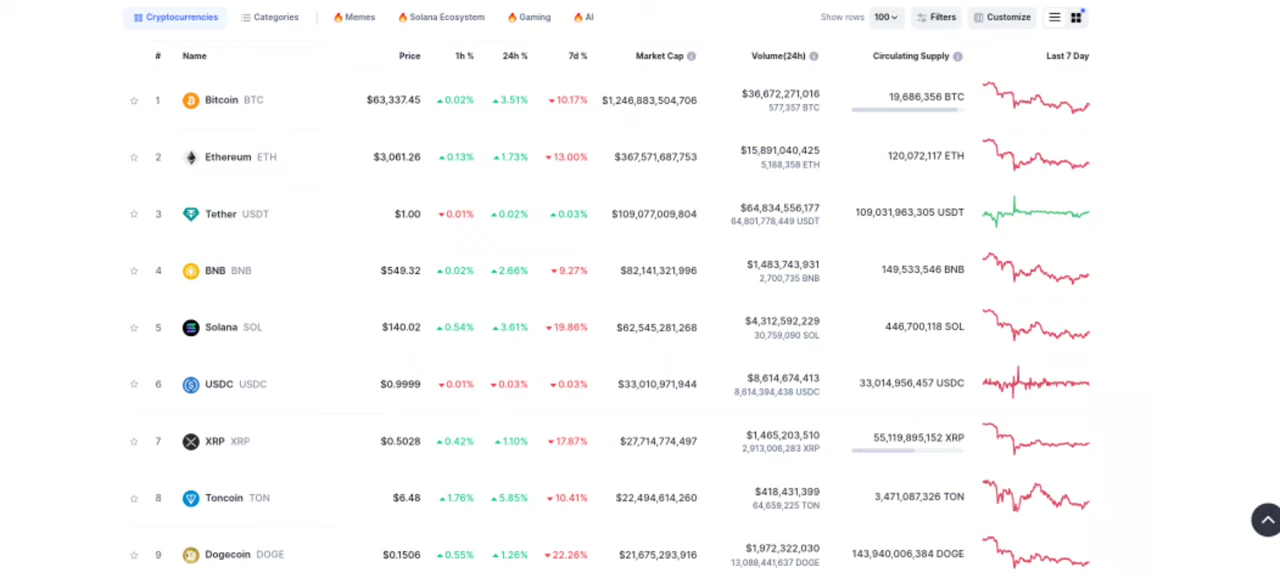 Cryptocurrencies Categories 🔥 Memes 🔥 Solana Ecosystem 🔥 Gaming 🔥 AI Show rows 100 Filters Customize
# Name Price 1h % 24h % 7d % Market Cap Volume(24h) Circulating Supply Last 7 Day
1 Bitcoin BTC $63,337.45 ▲0.02% ▲3.51% ▼10.17% $1,246,883,504,706 $36,672,271,016 19,686,356 BTC
577,357 BTC
2 Ethereum ETH $3,061.26 ▲0.13% ▲1.73% ▼13.00% $367,571,687,753 $15,891,040,425 120,072,117 ETH
5,188,358 ETH
3 Tether USDT $1.00 ▼0.01% ▲0.02% ▲0.03% $109,077,009,804 $64,834,556,177 109,031,963,305 USDT
64,801,778,449 USDT
4 BNB BNB $549.32 ▲0.02% ▲2.66% ▼9.27% $82,141,321,996 $1,483,743,931 149,533,546 BNB
2,700,735 BNB
5 Solana SOL $140.02 ▲0.54% ▲3.61% ▼19.86% $62,545,281,268 $4,312,592,229 446,700,118 SOL
30,759,090 SOL
6 USDC USDC $0.9999 ▼0.01% ▼0.03% ▼0.03% $33,010,971,944 $8,614,674,413 33,014,956,457 USDC
8,614,394,438 USDC
7 XRP XRP $0.5028 ▲0.42% ▲1.10% ▼17.87% $27,714,774,497 $1,465,203,510 55,119,895,152 XRP
2,913,006,283 XRP
8 Toncoin TON $6.48 ▲1.76% ▲5.85% ▼10.41% $22,494,614,260 $418,431,399 3,471,087,326 TON
64,659,225 TON
9 Dogecoin DOGE $0.1506 ▲0.55% ▲1.26% ▼22.26% $21,675,293,916 $1,972,322,030 143,940,006,384 DOGE
13,088,441,637 DOGE